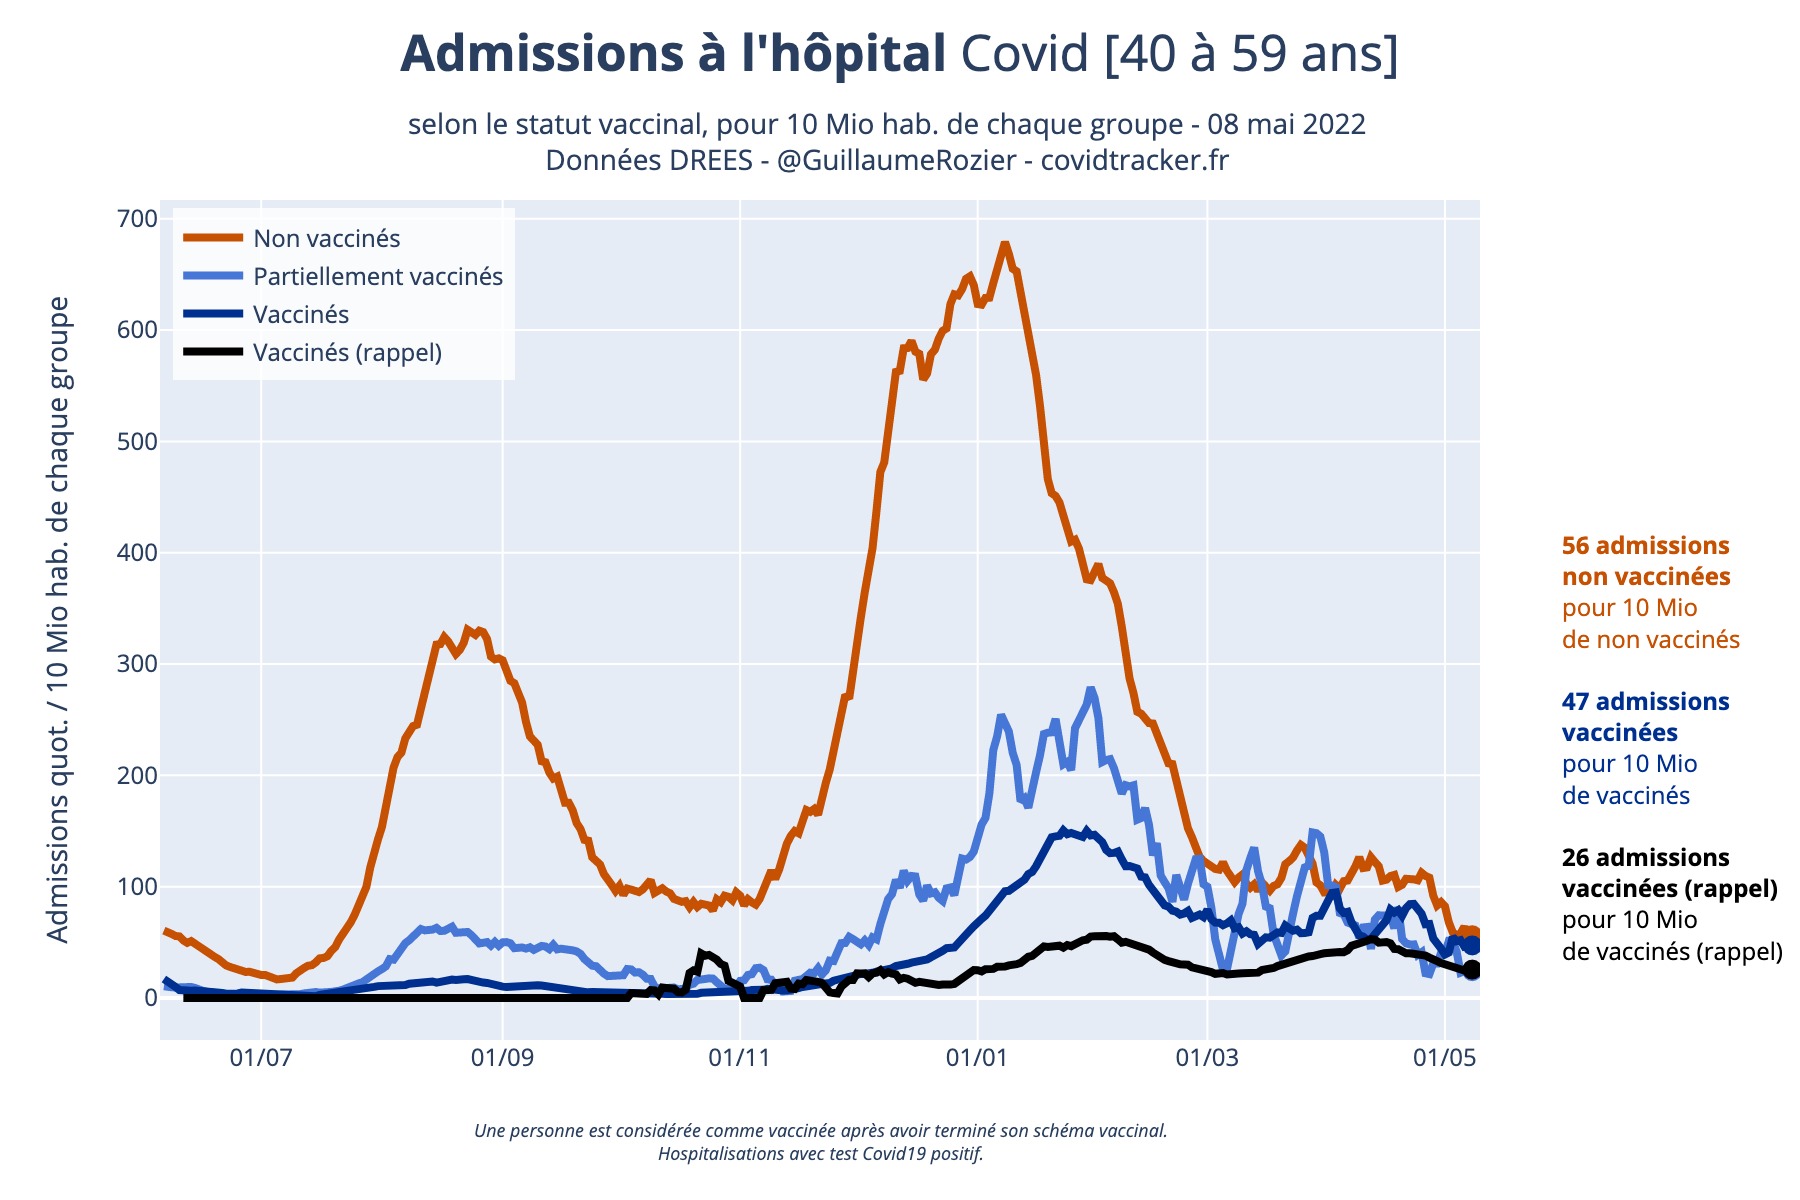 Admissions à l'hôpital Covid [40 à 59 ans]
selon le statut vaccinal, pour 10 Mio hab. de chaque groupe - 08 mai 2022
Données DREES - @GuillaumeRozier - covidtracker.fr
Admissions quot. / 10 Mio hab. de chaque groupe
700
600
500
400
300
200
100
0
Non vaccinés
Partiellement vaccinés
Vaccinés
Vaccinés (rappel)
01/07
01/09
01/11
01/01
01/03
01/05
56 admissions
non vaccinées
pour 10 Mio
de non vaccinés
47 admissions
vaccinées
pour 10 Mio
de vaccinés
26 admissions
vaccinées (rappel)
pour 10 Mio
de vaccinés (rappel)
Une personne est considérée comme vaccinée après avoir terminé son schéma vaccinal.
Hospitalisations avec test Covid19 positif.